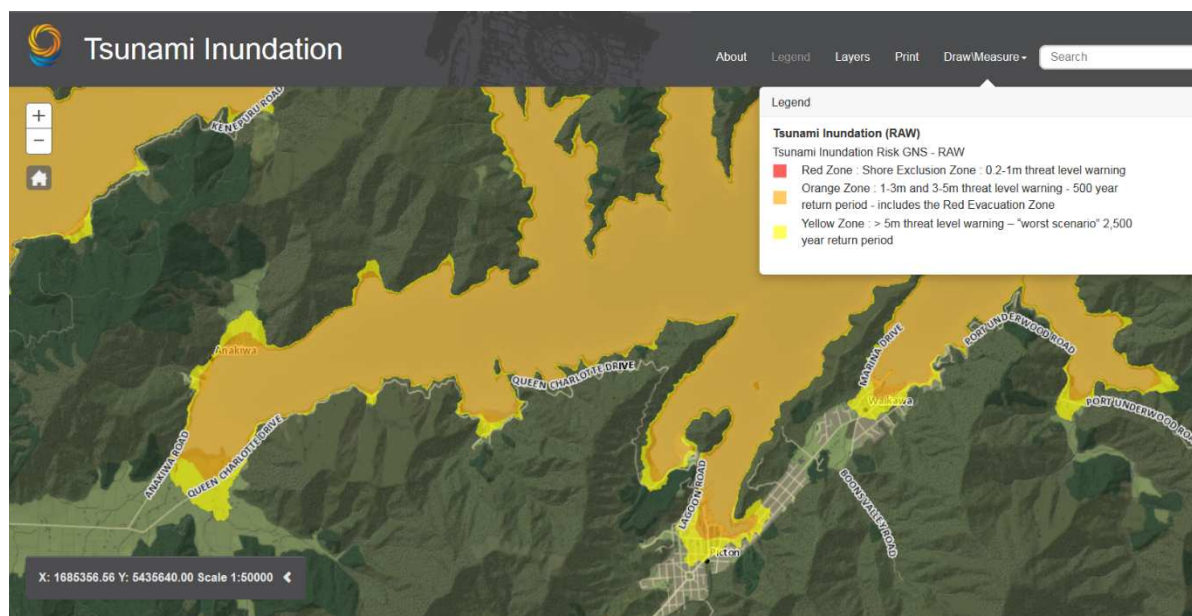 Tsunami Inundation
About Legend Layers Print Draw\Measure Search
Legend
Tsunami Inundation (RAW)
Tsunami Inundation Risk GNS - RAW
Red Zone : Shore Exclusion Zone : 0.2-1m threat level warning
Orange Zone : 1-3m and 3-5m threat level warning - 500 year
return period - includes the Red Evacuation Zone
Yellow Zone : > 5m threat level warning – “worst scenario” 2,500
year return period
+
−
KENEPURU ROAD
Anakiwa
QUEEN CHARLOTTE DRIVE
MARINA DRIVE
PORT UNDERWOOD ROAD
Waikawa
PORT UNDERWOOD ROA
ANAKIWA ROAD
QUEEN CHARLOTTE DRIVE
LAGOON ROAD
BOONS VALLEY ROAD
Picton
X: 1685356.56 Y: 5435640.00 Scale 1:50000